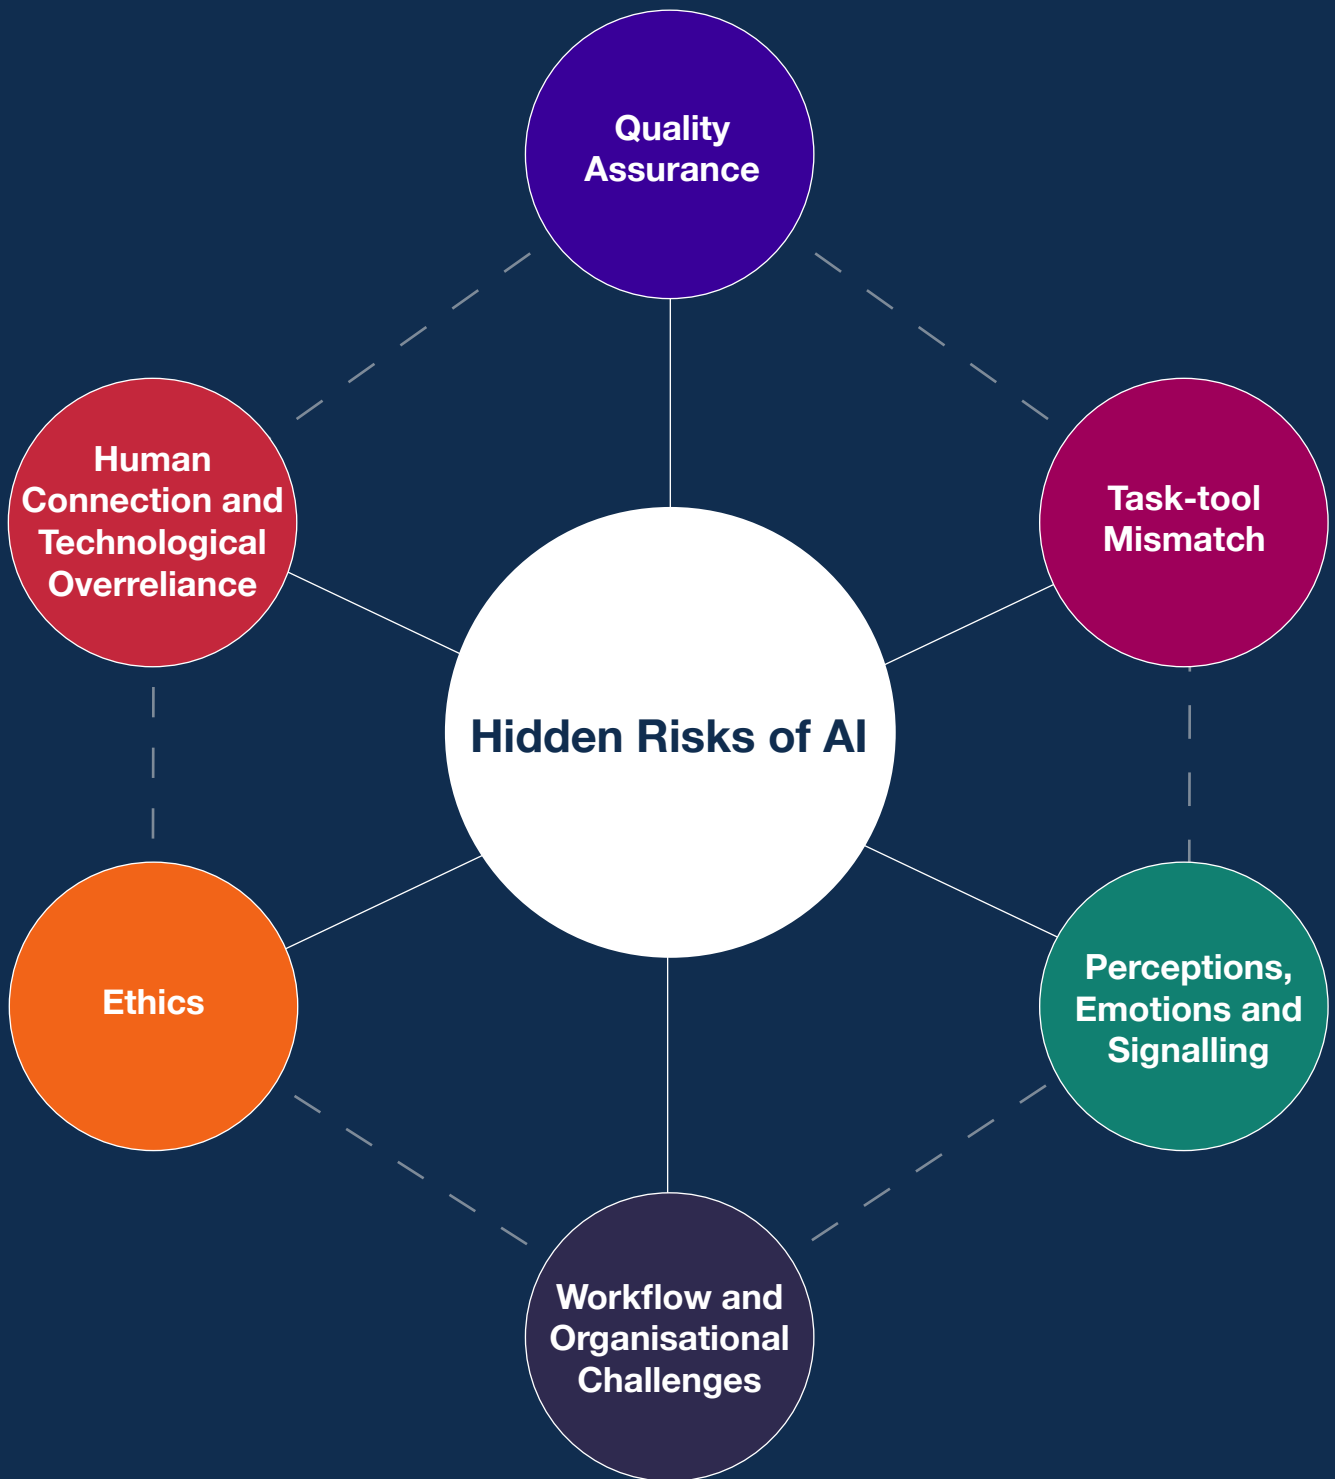 Quality
Assurance
Human
Connection and
Technological
Overreliance
Task-tool
Mismatch
Hidden Risks of AI
Ethics
Perceptions,
Emotions and
Signalling
Workflow and
Organisational
Challenges